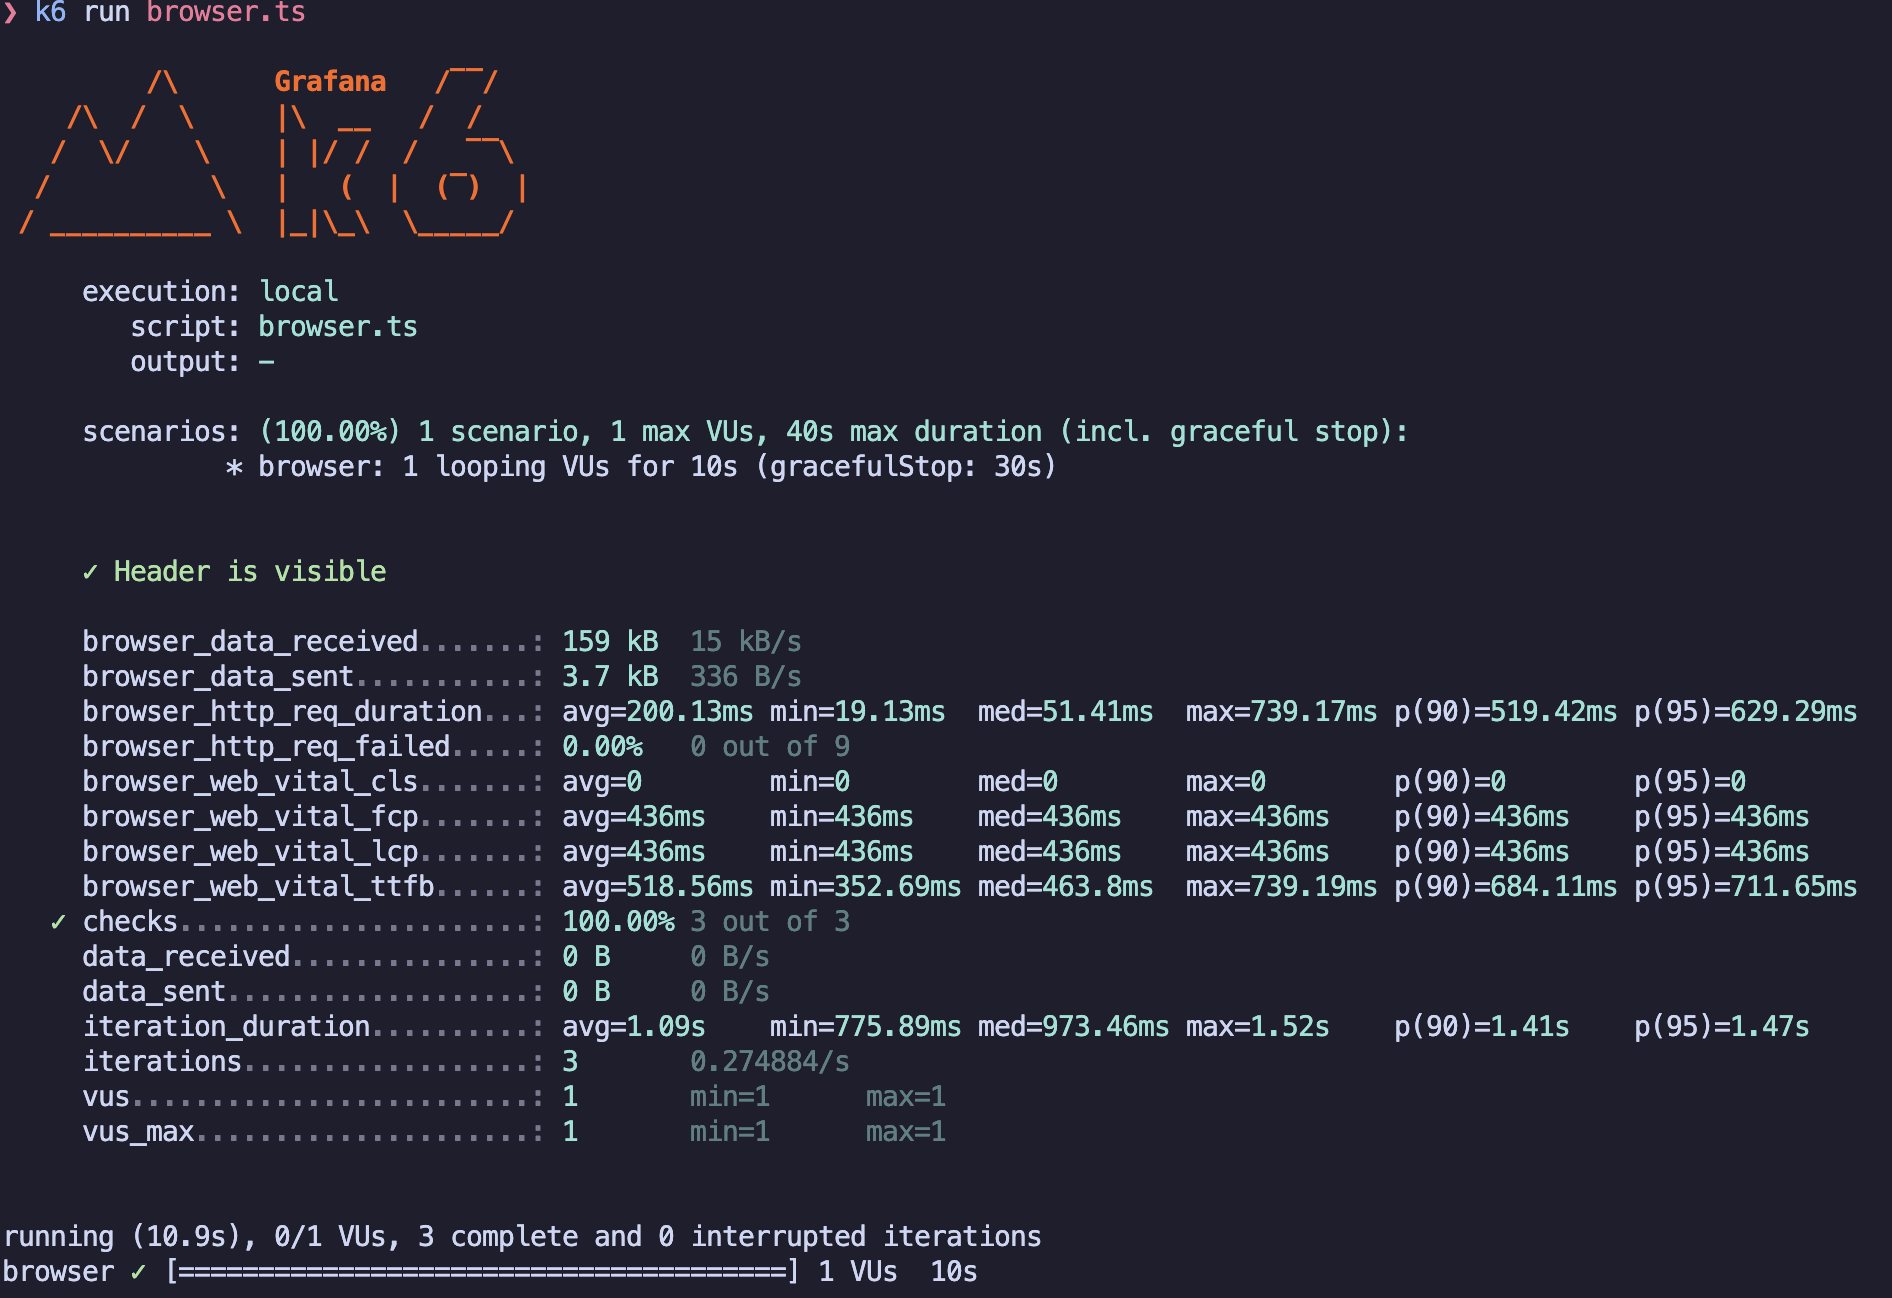 ❯ k6 run browser.ts
         /\      Grafana   /‾‾/
    /\  /  \     |\  __   /  /
   /  \/    \    | |/ /  /   ‾‾\
  /          \   |   (  |  (‾)  |
 / __________ \  |_|\_\  \_____/
     execution: local
        script: browser.ts
        output: -
     scenarios: (100.00%) 1 scenario, 1 max VUs, 40s max duration (incl. graceful stop):
              * browser: 1 looping VUs for 10s (gracefulStop: 30s)
     ✓ Header is visible
     browser_data_received.......: 159 kB  15 kB/s
     browser_data_sent...........: 3.7 kB  336 B/s
     browser_http_req_duration...: avg=200.13ms min=19.13ms  med=51.41ms  max=739.17ms p(90)=519.42ms p(95)=629.29ms
     browser_http_req_failed.....: 0.00%   0 out of 9
     browser_web_vital_cls.......: avg=0        min=0        med=0        max=0        p(90)=0        p(95)=0
     browser_web_vital_fcp.......: avg=436ms    min=436ms    med=436ms    max=436ms    p(90)=436ms    p(95)=436ms
     browser_web_vital_lcp.......: avg=436ms    min=436ms    med=436ms    max=436ms    p(90)=436ms    p(95)=436ms
     browser_web_vital_ttfb......: avg=518.56ms min=352.69ms med=463.8ms  max=739.19ms p(90)=684.11ms p(95)=711.65ms
   ✓ checks......................: 100.00% 3 out of 3
     data_received...............: 0 B     0 B/s
     data_sent...................: 0 B     0 B/s
     iteration_duration..........: avg=1.09s    min=775.89ms med=973.46ms max=1.52s    p(90)=1.41s    p(95)=1.47s
     iterations..................: 3       0.274884/s
     vus.........................: 1       min=1      max=1
     vus_max.....................: 1       min=1      max=1
running (10.9s), 0/1 VUs, 3 complete and 0 interrupted iterations
browser ✓ [======================================] 1 VUs  10s